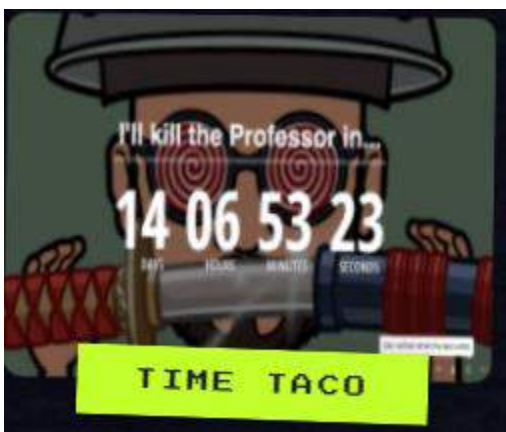 I'll kill the Professor in...
14 06 53 23
DAYS HOURS MINUTES SECONDS
TIME TACO